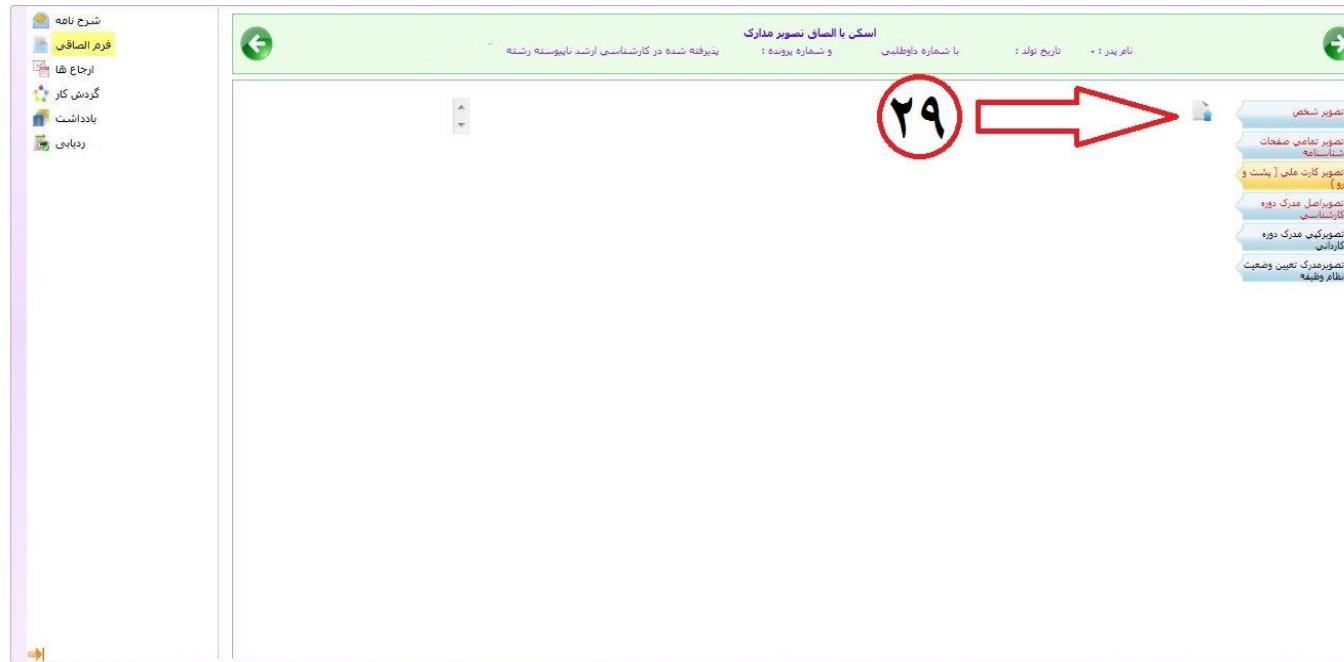 اسکن یا الصاق تصویر مدارک
نام پدر : تاریخ تولد : با شماره داوطلبی و شماره پرونده : پذیرفته شده در کارشناسی ارشد ناپیوسته رشته
۲۹
تصویر شخص
تصویر تمامی صفحات
شناسنامه
تصویر کارت ملی ( پشت و
رو )
تصویراصل مدرک دوره
کارشناسی
تصویرکپی مدرک دوره
کاردانی
تصویرمدرک تعیین وضعیت
نظام وظیفه
شرح نامه
فرم الصاقی
ارجاع ها
گردش کار
یادداشت
ردیابی